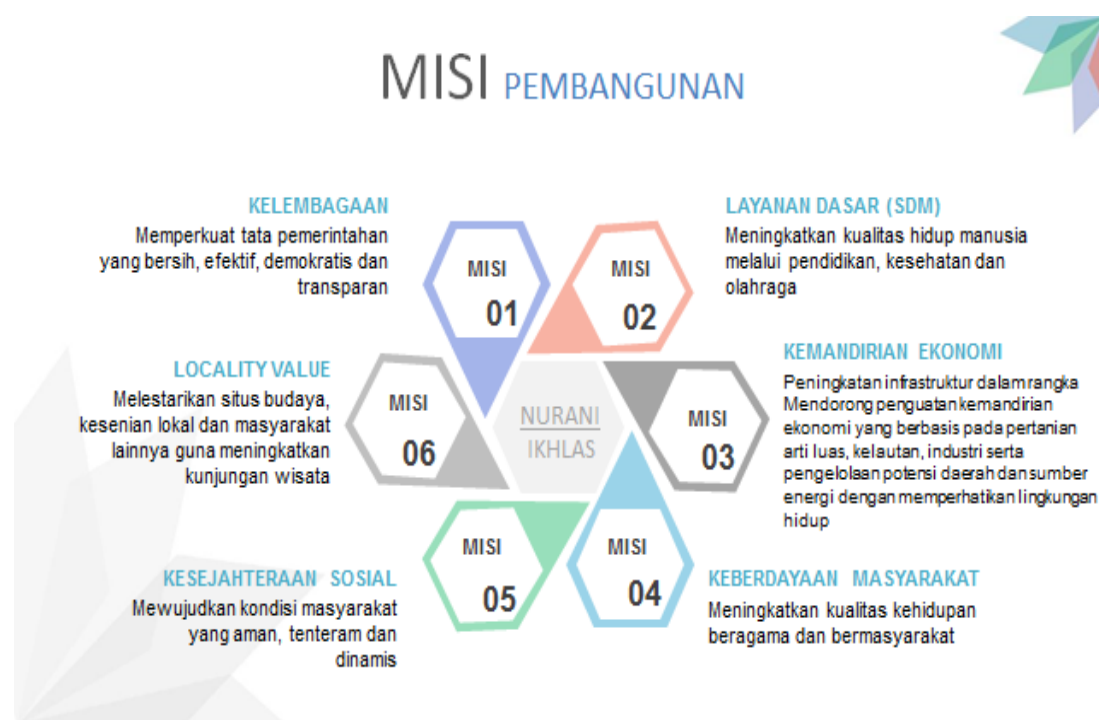 MISI PEMBANGUNAN
KELEMBAGAAN
Memperkuat tata pemerintahan
yang bersih, efektif, demokratis dan
transparan
MISI
01
LAYANAN DASAR (SDM)
Meningkatkan kualitas hidup manusia
melalui pendidikan, kesehatan dan
olahraga
MISI
02
KEMANDIRIAN EKONOMI
Peningkatan infrastruktur dalam rangka
Mendorong penguatan kemandirian
ekonomi yang berbasis pada pertanian
arti luas, kelautan, industri serta
pengelolaan potensi daerah dan sumber
energi dengan memperhatikan lingkungan
hidup
MISI
03
KEBERDAYAAN MASYARAKAT
Meningkatkan kualitas kehidupan
beragama dan bermasyarakat
MISI
04
KESEJAHTERAAN SOSIAL
Mewujudkan kondisi masyarakat
yang aman, tenteram dan
dinamis
MISI
05
LOCALITY VALUE
Melestarikan situs budaya,
kesenian lokal dan masyarakat
lainnya guna meningkatkan
kunjungan wisata
MISI
06
NURANI
IKHLAS